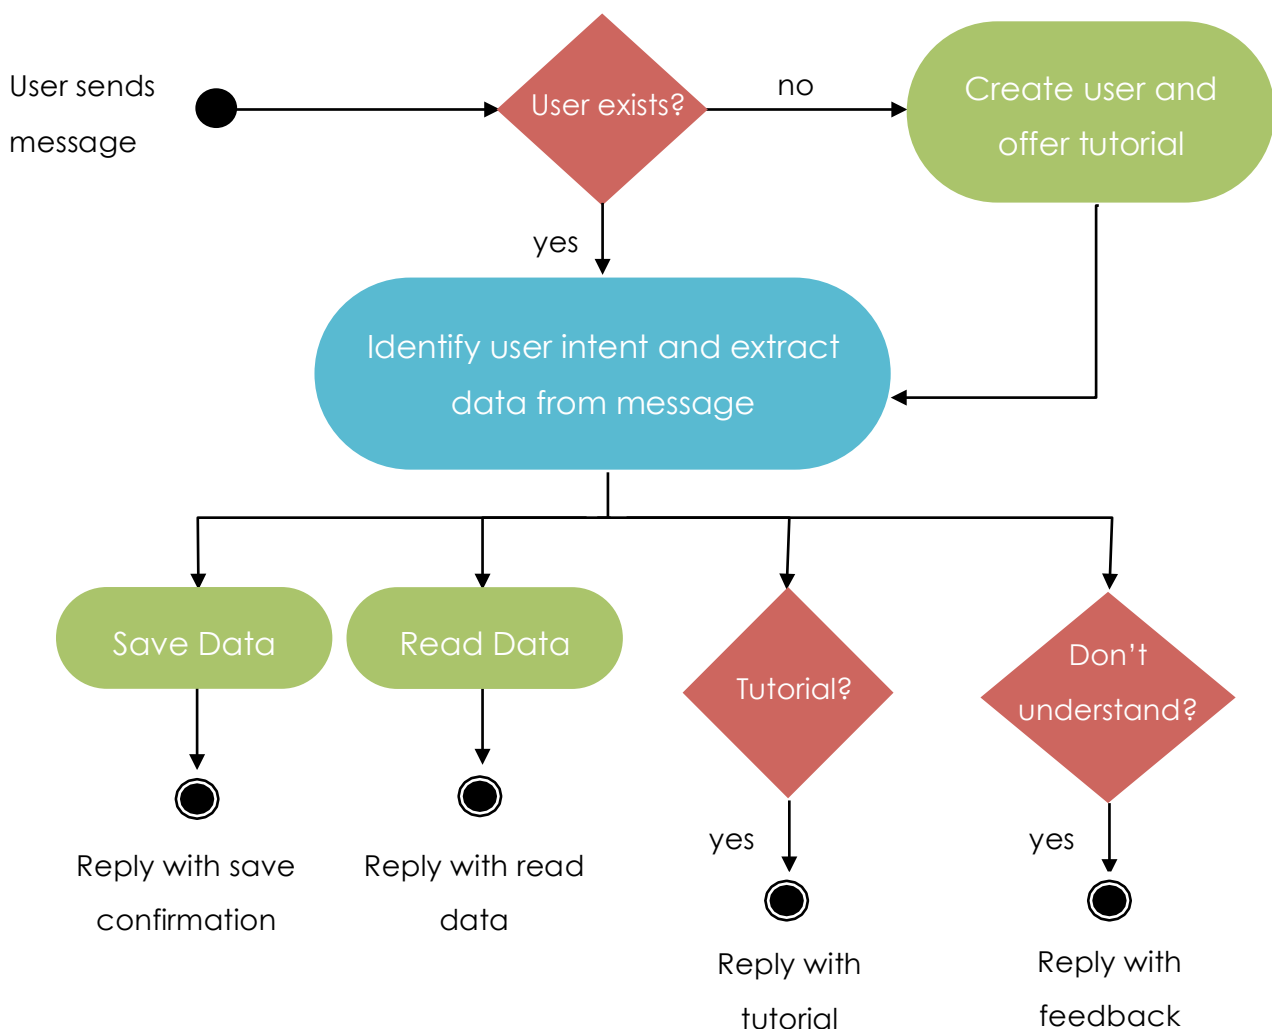 User sends
message
User exists?
no
Create user and
offer tutorial
yes
Identify user intent and extract
data from message
Save Data
Read Data
Tutorial?
Don't
understand?
yes
yes
Reply with save
confirmation
Reply with read
data
Reply with
tutorial
Reply with
feedback